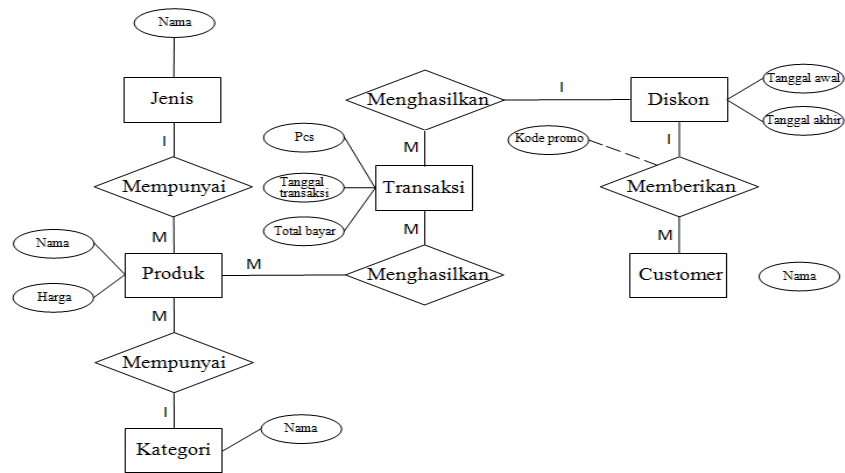 Nama
Jenis
I
Mempunyai
M
Nama
Harga
Produk
M
M
Mempunyai
I
Kategori
Nama
Menghasilkan
I
M
Pcs
Tanggal
transaksi
Total bayar
Transaksi
M
Menghasilkan
Diskon
Tanggal awal
Tanggal akhir
I
Kode promo
Memberikan
M
Customer
Nama